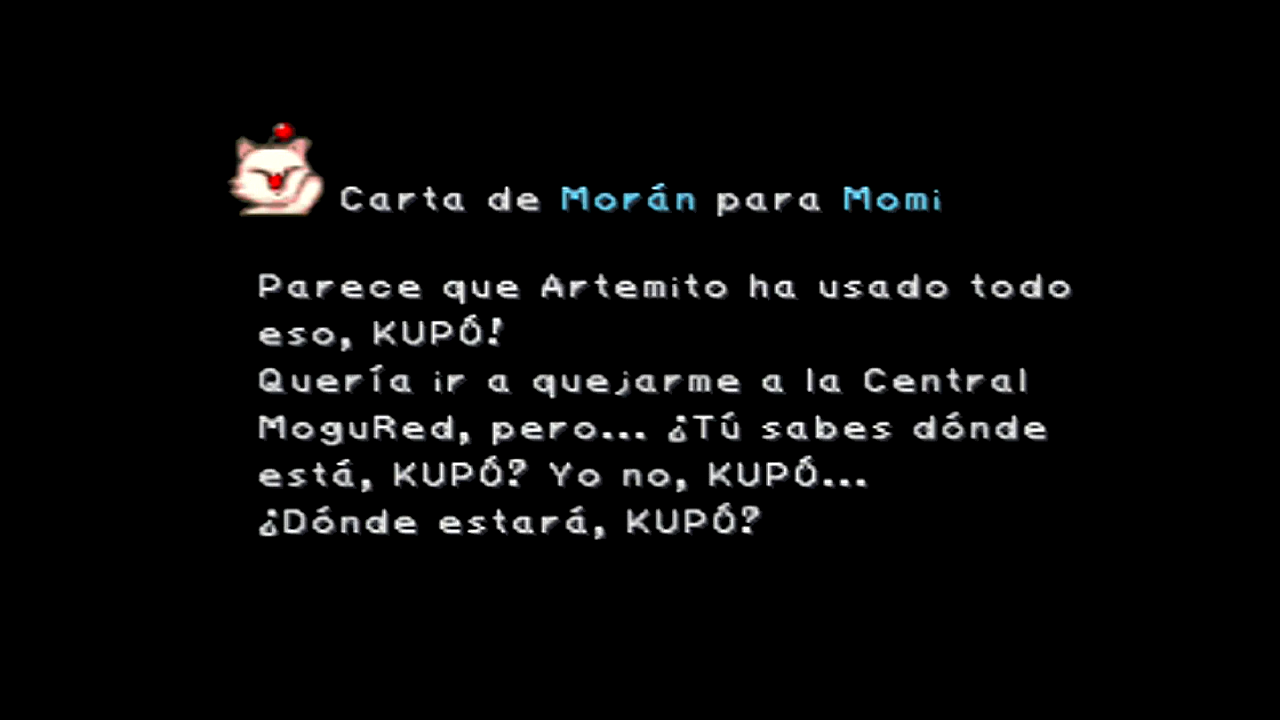 Carta de Morán para Momi
Parece que Artemito ha usado todo
eso, KUPÓ!
Quería ir a quejarme a la Central
MoguRed, pero... ¿Tú sabes dónde
está, KUPÓ? Yo no, KUPÓ...
¿Dónde estará, KUPÓ?